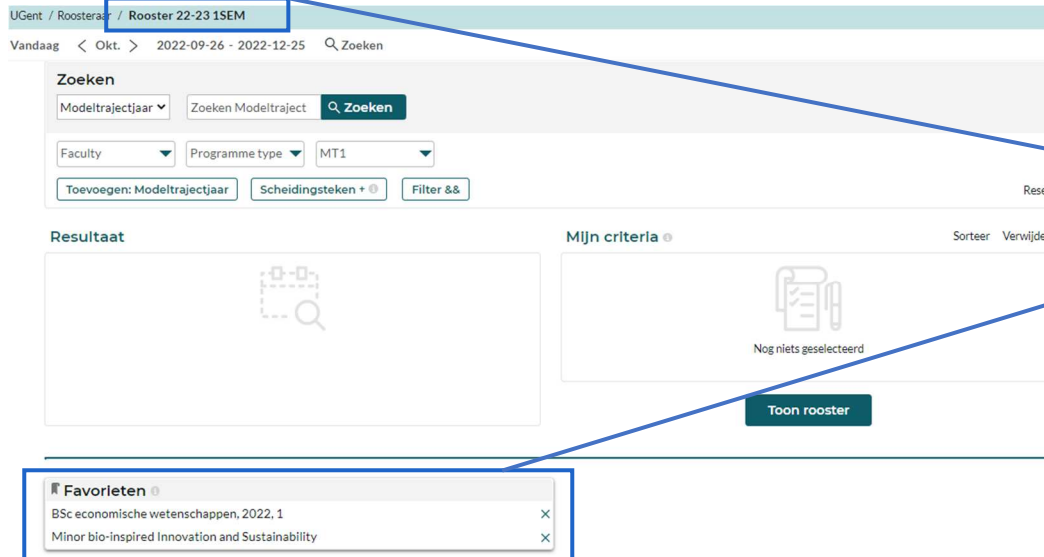 UGent / Roosteraar / Rooster 22-23 1SEM
Vandaag < Okt. > 2022-09-26 - 2022-12-25 Zoeken
Zoeken
Modeltrajectjaar Zoeken Modeltraject Zoeken
Faculty Programme type MT1
Toevoegen: Modeltrajectjaar Scheidingsteken + Filter &&
Rese
Resultaat
Mijn criteria Sorteer Verwijde
Nog niets geselecteerd
Toon rooster
Favorieten
BSc economische wetenschappen, 2022, 1 ×
Minor bio-inspired Innovation and Sustainability ×